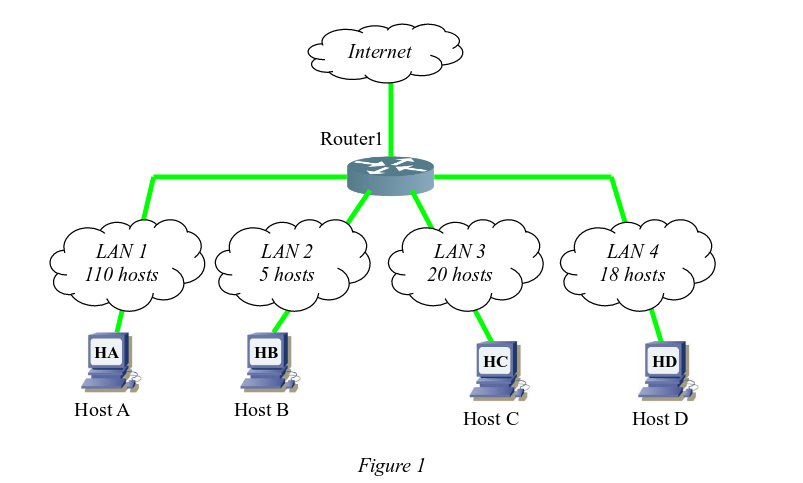 Internet
Router1
LAN 1
110 hosts
LAN 2
5 hosts
LAN 3
20 hosts
LAN 4
18 hosts
HA
HB
HC
HD
Host A
Host B
Host C
Host D
Figure 1